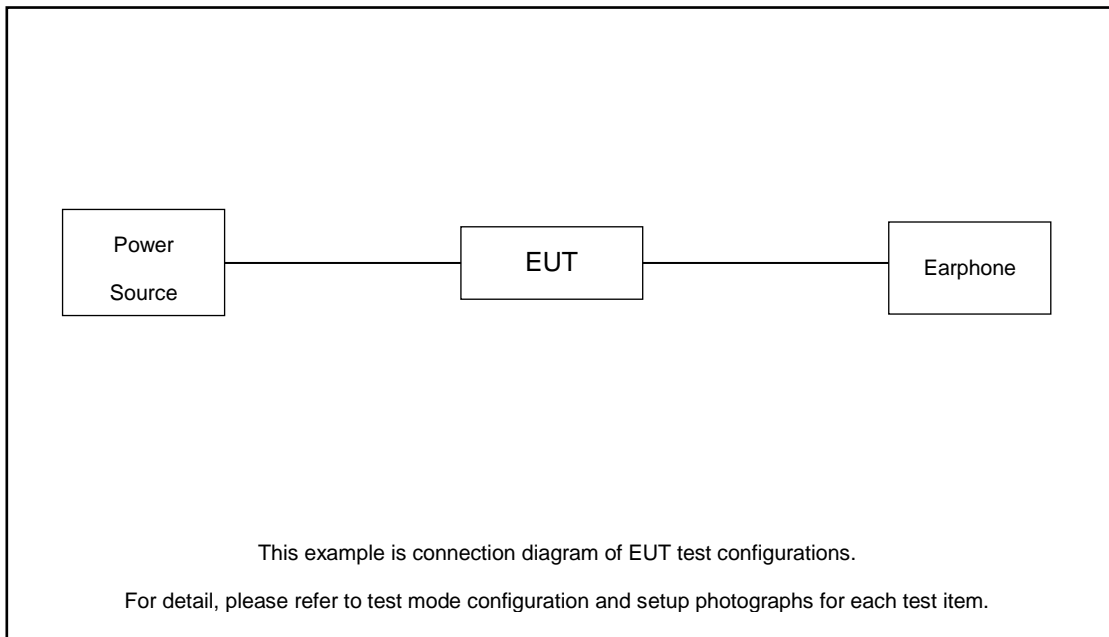 Power
Source
EUT
Earphone
This example is connection diagram of EUT test configurations.
For detail, please refer to test mode configuration and setup photographs for each test item.